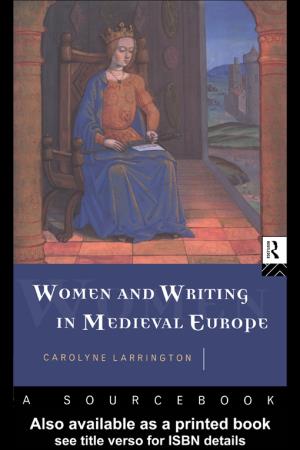 WOMEN AND WRITING
IN MEDIEVAL EUROPE
CAROLYNE LARRINGTON
A SOURCEBOOK
Also available as a printed book
see title verso for ISBN details